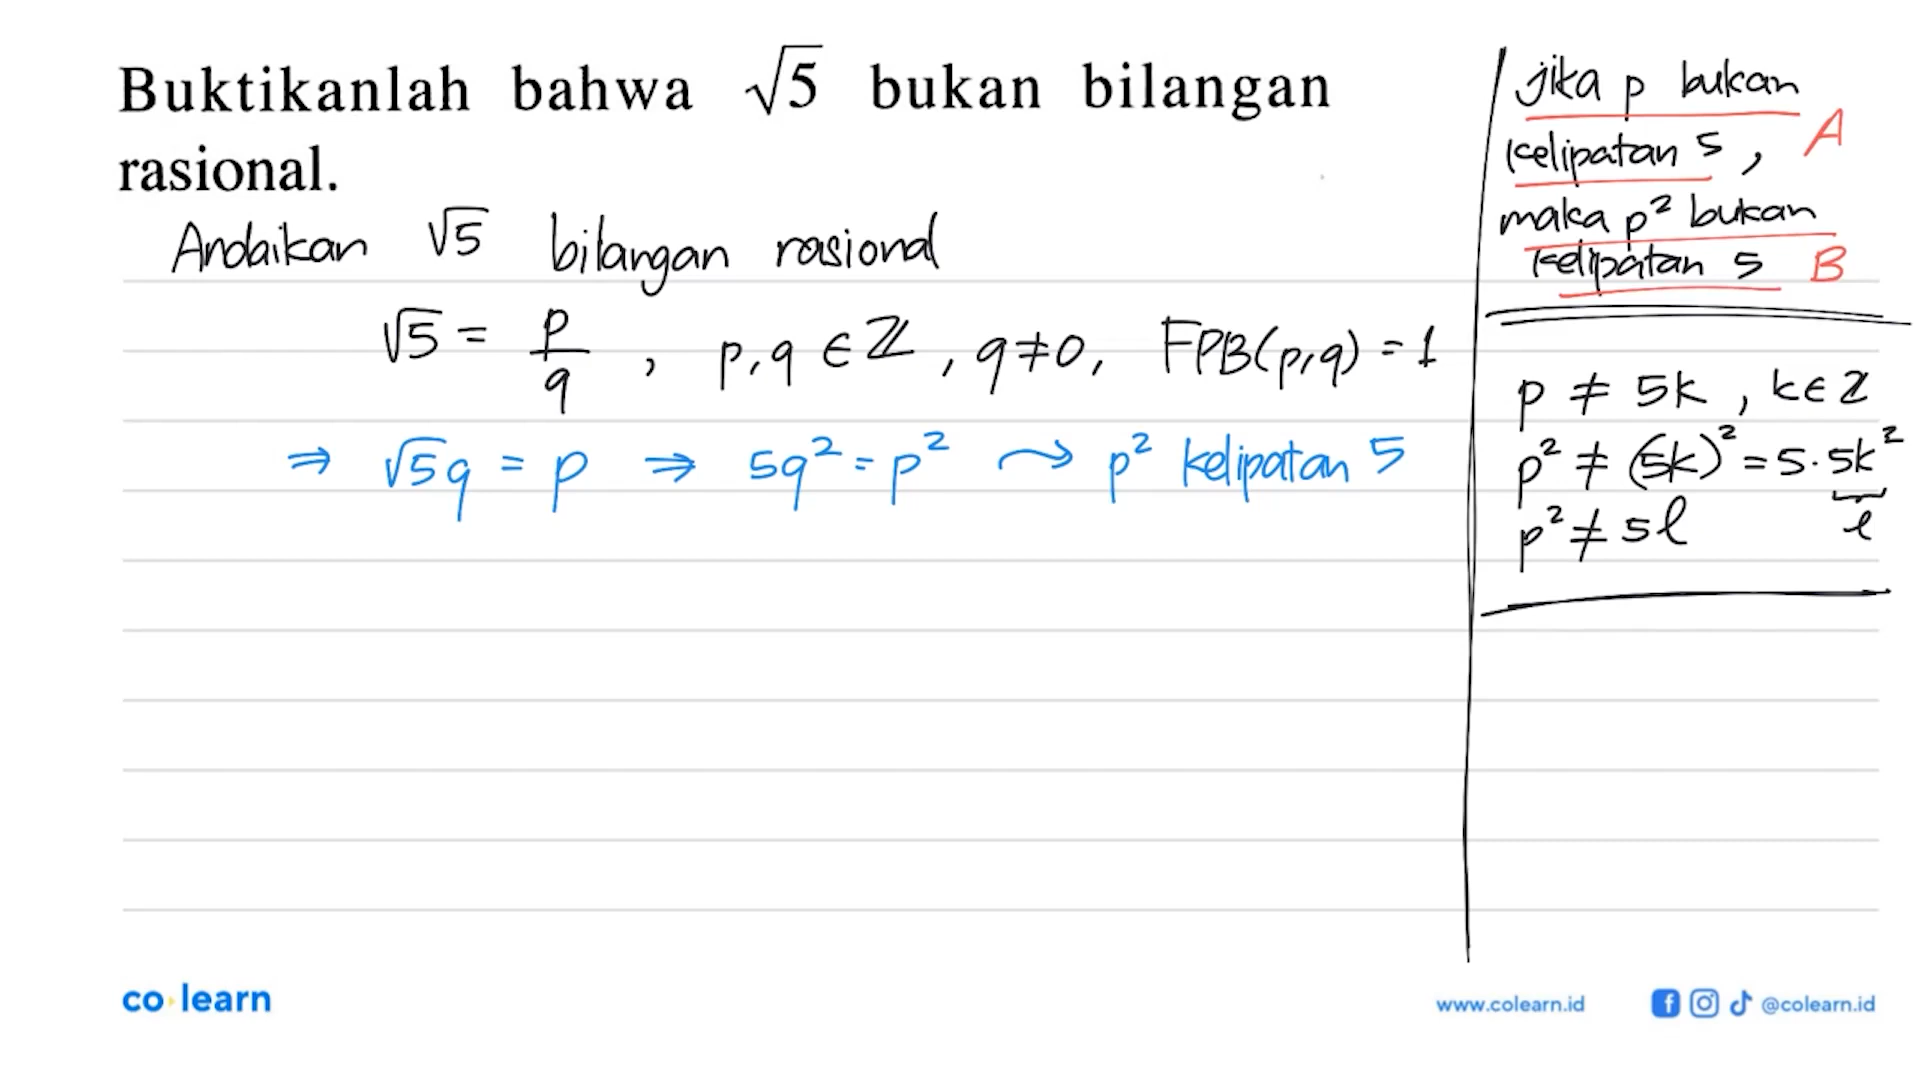 Buktikanlah bahwa √5 bukan bilangan
rasional.
Andaikan √5 bilangan rasional
√5 = p/q , p,q ∈ ℤ, q≠0, FPB(p,q) = 1
⇒ √5q = p ⇒ 5q² = p² ⤳ p² kelipatan 5
jika p bukan
kelipatan 5, A
maka p² bukan
kelipatan 5 B
p ≠ 5k, k∈ℤ
p² ≠ (5k)² = 5·5k²
l
p² ≠ 5l
co learn
www.colearn.id
@colearn.id